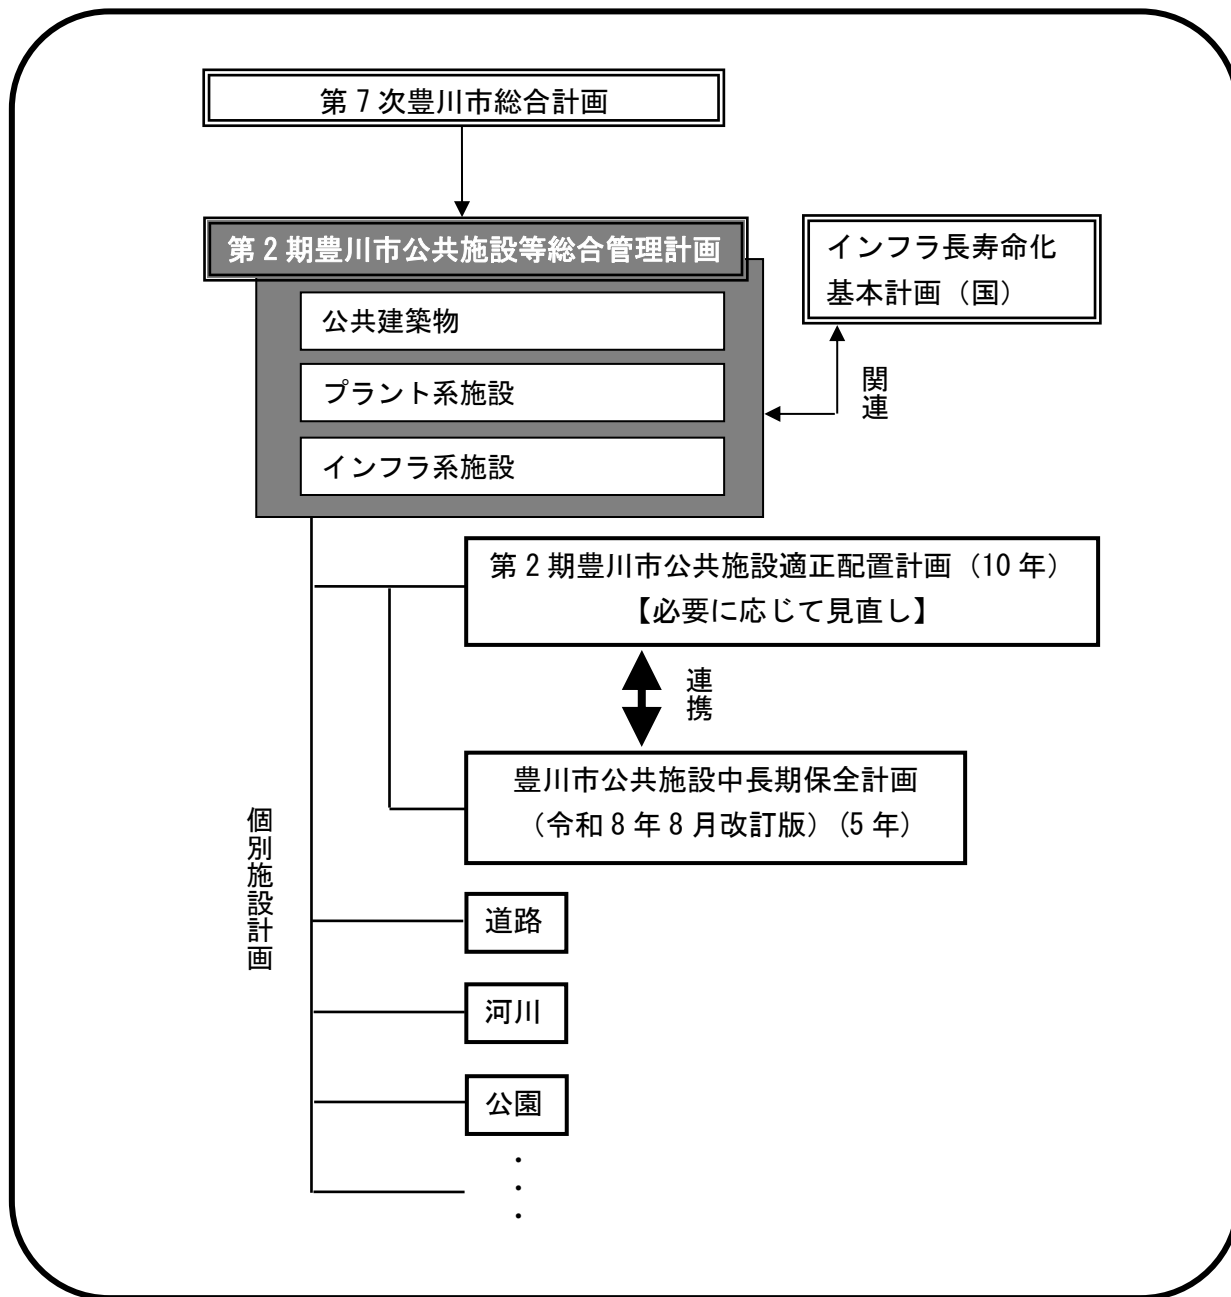 第７次豊川市総合計画
第２期豊川市公共施設等総合管理計画
インフラ長寿命化
基本計画（国）
公共建築物
プラント系施設
インフラ系施設
関連
第２期豊川市公共施設適正配置計画（10年）
【必要に応じて見直し】
連携
豊川市公共施設中長期保全計画
（令和８年８月改訂版）（5年）
個別施設計画
道路
河川
公園
・
・
・